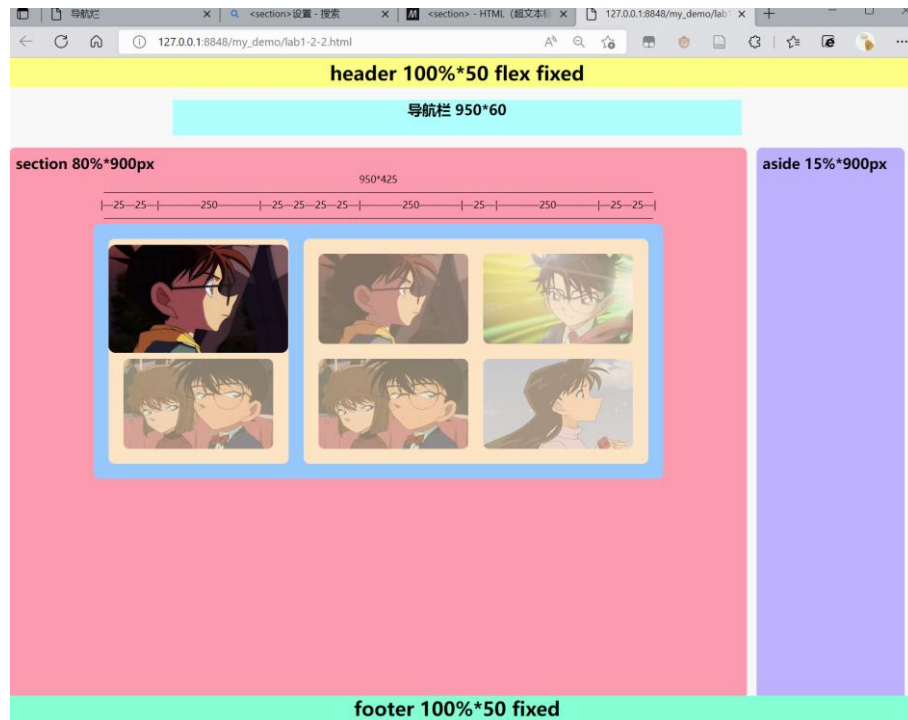 导航栏
<section>设置 - 搜索
<section> - HTML（超文本标
127.0.0.1:8848/my_demo/lab1
127.0.0.1:8848/my_demo/lab1-2-2.html
header 100%*50 flex fixed
导航栏 950*60
section 80%*900px
aside 15%*900px
950*425
|—25—25—|———250———|—25—25—25—25—|———250———|—25—|———250———|—25—25—|
footer 100%*50 fixed